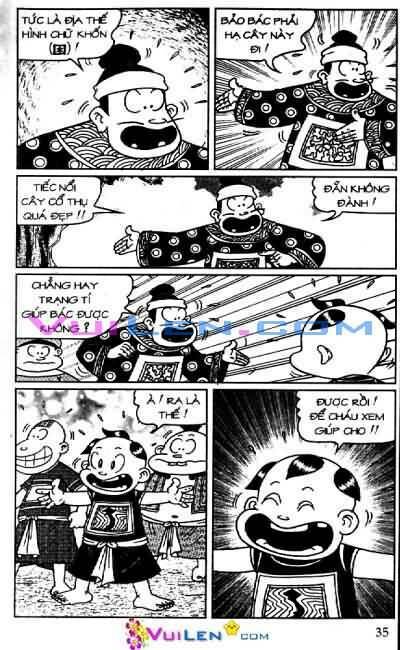 TỨC LÀ ĐỊA THẾ
HÌNH CHỮ KHỐN
困!
BẢO BÁC PHẢI
HẠ CÂY NÀY
ĐI!
TIẾC NỔI
CÂY CỔ THỤ
QUÁ ĐẸP!!
ĐẪN KHÔNG
ĐÀNH!
CHẲNG HAY
TRẠNG TÍ
GIÚP BÁC ĐƯỢC
KHÔNG?
VuiLen.com
À! RA LÀ
THẾ!
ĐƯỢC RỒI!
ĐỂ CHÁU XEM
GIÚP CHO!!
35
VuiLen.com